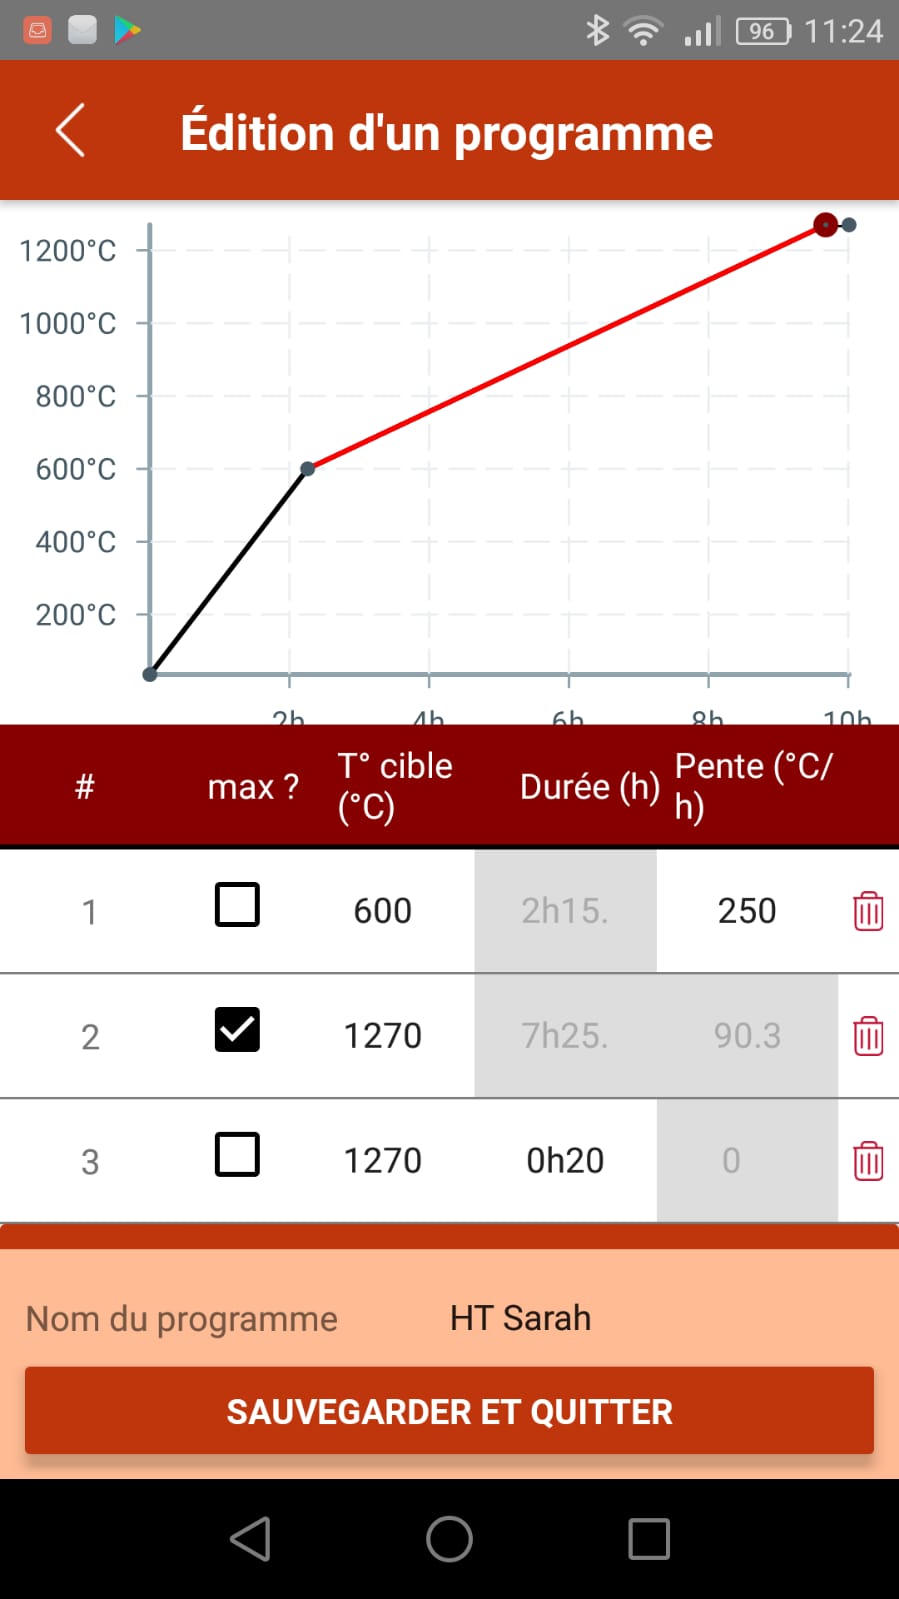 96 11:24
Édition d'un programme
1200°C
1000°C
800°C
600°C
400°C
200°C
2h 4h 6h 8h 10h
# max ? T° cible (°C) Durée (h) Pente (°C/h)
1 600 2h15. 250
2 1270 7h25. 90.3
3 1270 0h20 0
Nom du programme HT Sarah
SAUVEGARDER ET QUITTER